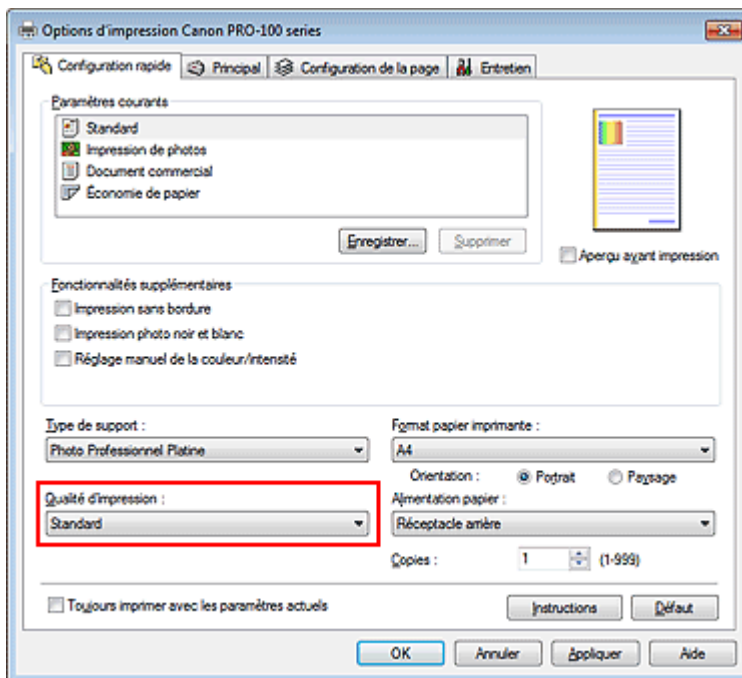 Options d'impression Canon PRO-100 series
Configuration rapide Principal Configuration de la page Entretien
Paramètres courants
Standard
Impression de photos
Document commercial
Économie de papier
Enregistrer... Supprimer
Aperçu avant impression
Fonctionnalités supplémentaires
Impression sans bordure
Impression photo noir et blanc
Réglage manuel de la couleur/intensité
Type de support :
Photo Professionnel Platine
Format papier imprimante :
A4
Orientation : Portrait Paysage
Qualité d'impression :
Standard
Alimentation papier :
Réceptacle arrière
Copies : 1 (1-999)
Toujours imprimer avec les paramètres actuels
Instructions Défaut
OK Annuler Appliquer Aide